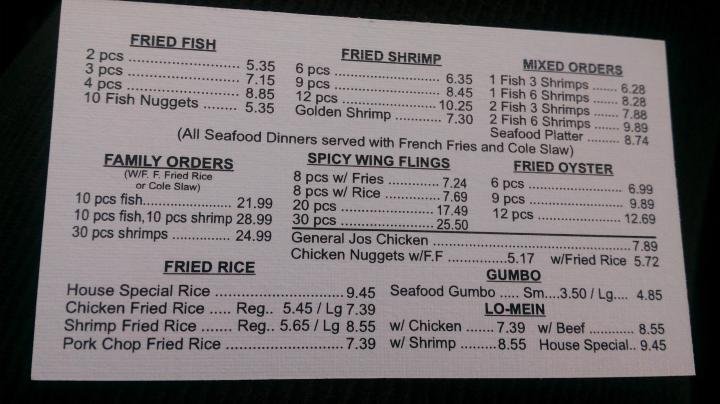 FRIED FISH
2 pcs ............................ 5.35
3 pcs ............................ 7.15
4 pcs ............................ 8.85
10 Fish Nuggets ........ 5.35
FRIED SHRIMP
6 pcs ........................ 6.35
9 pcs ........................ 8.45
12 pcs ...................... 10.25
Golden Shrimp ........... 7.30
MIXED ORDERS
1 Fish 3 Shrimps ...... 6.28
1 Fish 6 Shrimps ...... 8.28
2 Fish 3 Shrimps ...... 7.88
2 Fish 6 Shrimps ...... 9.89
Seafood Platter ......... 8.74
(All Seafood Dinners served with French Fries and Cole Slaw)
FAMILY ORDERS
(W/F. F. Fried Rice
or Cole Slaw)
10 pcs fish..................... 21.99
10 pcs fish, 10 pcs shrimp 28.99
30 pcs shrimps .............. 24.99
SPICY WING FLINGS
8 pcs w/ Fries ............. 7.24
8 pcs w/ Rice .............. 7.69
20 pcs ...................... 17.49
30 pcs ...................... 25.50
FRIED OYSTER
6 pcs .......................... 6.99
9 pcs .......................... 9.89
12 pcs ........................ 12.69
General Jos Chicken ................................................ 7.89
Chicken Nuggets w/F.F .............5.17 w/Fried Rice 5.72
FRIED RICE
House Special Rice ............................. 9.45
Chicken Fried Rice ...... Reg.. 5.45 / Lg 7.39
Shrimp Fried Rice ...... Reg.. 5.65 / Lg 8.55
Pork Chop Fried Rice ............................ 7.39
GUMBO
Seafood Gumbo ..... Sm....3.50 / Lg.... 4.85
LO-MEIN
w/ Chicken ....... 7.39 w/ Beef ............ 8.55
w/ Shrimp ......... 8.55 House Special.. 9.45